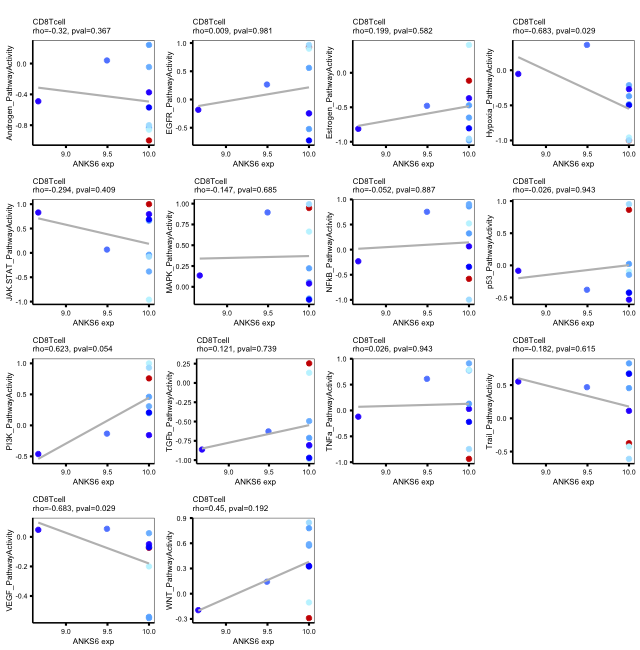 CD8Tcell
rho=-0.32, pval=0.367
Androgen_PathwayActivity
0.0
-0.4
-0.8
9.0 9.5 10.0
ANKS6 exp
CD8Tcell
rho=0.009, pval=0.981
EGFR_PathwayActivity
1.0
0.5
0.0
-0.5
9.0 9.5 10.0
ANKS6 exp
CD8Tcell
rho=0.199, pval=0.582
Estrogen_PathwayActivity
0.0
-0.5
-1.0
9.0 9.5 10.0
ANKS6 exp
CD8Tcell
rho=-0.683, pval=0.029
Hypoxia_PathwayActivity
0.0
-0.5
-1.0
9.0 9.5 10.0
ANKS6 exp
CD8Tcell
rho=-0.294, pval=0.409
JAK-STAT_PathwayActivity
1.0
0.5
0.0
-0.5
-1.0
9.0 9.5 10.0
ANKS6 exp
CD8Tcell
rho=-0.147, pval=0.685
MAPK_PathwayActivity
1.00
0.75
0.50
0.25
0.00
9.0 9.5 10.0
ANKS6 exp
CD8Tcell
rho=-0.052, pval=0.887
NFkB_PathwayActivity
1.0
0.5
0.0
-0.5
-1.0
9.0 9.5 10.0
ANKS6 exp
CD8Tcell
rho=-0.026, pval=0.943
p53_PathwayActivity
1.0
0.5
0.0
-0.5
9.0 9.5 10.0
ANKS6 exp
CD8Tcell
rho=0.623, pval=0.054
PI3K_PathwayActivity
1.0
0.5
0.0
-0.5
9.0 9.5 10.0
ANKS6 exp
CD8Tcell
rho=0.121, pval=0.739
TGFb_PathwayActivity
0.25
0.00
-0.25
-0.50
-0.75
-1.00
9.0 9.5 10.0
ANKS6 exp
CD8Tcell
rho=0.026, pval=0.943
TNFa_PathwayActivity
1.0
0.5
0.0
-0.5
-1.0
9.0 9.5 10.0
ANKS6 exp
CD8Tcell
rho=-0.182, pval=0.615
Trail_PathwayActivity
0.5
0.0
-0.5
9.0 9.5 10.0
ANKS6 exp
CD8Tcell
rho=-0.683, pval=0.029
VEGF_PathwayActivity
0.0
-0.4
9.0 9.5 10.0
ANKS6 exp
CD8Tcell
rho=0.45, pval=0.192
WNT_PathwayActivity
0.9
0.6
0.3
0.0
-0.3
9.0 9.5 10.0
ANKS6 exp